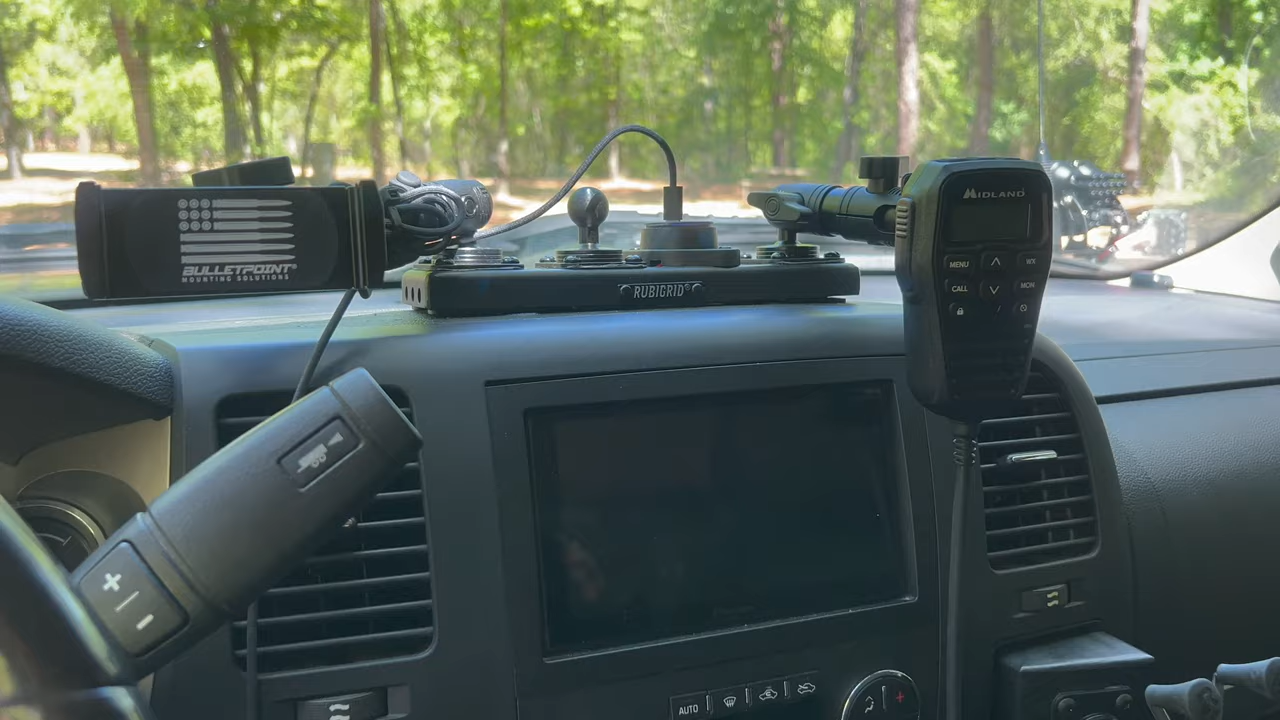 BULLETPOINT
MOUNTING SOLUTIONS
RUBIGRID
MIDLAND
MENU
WX
CALL
MON
AUTO